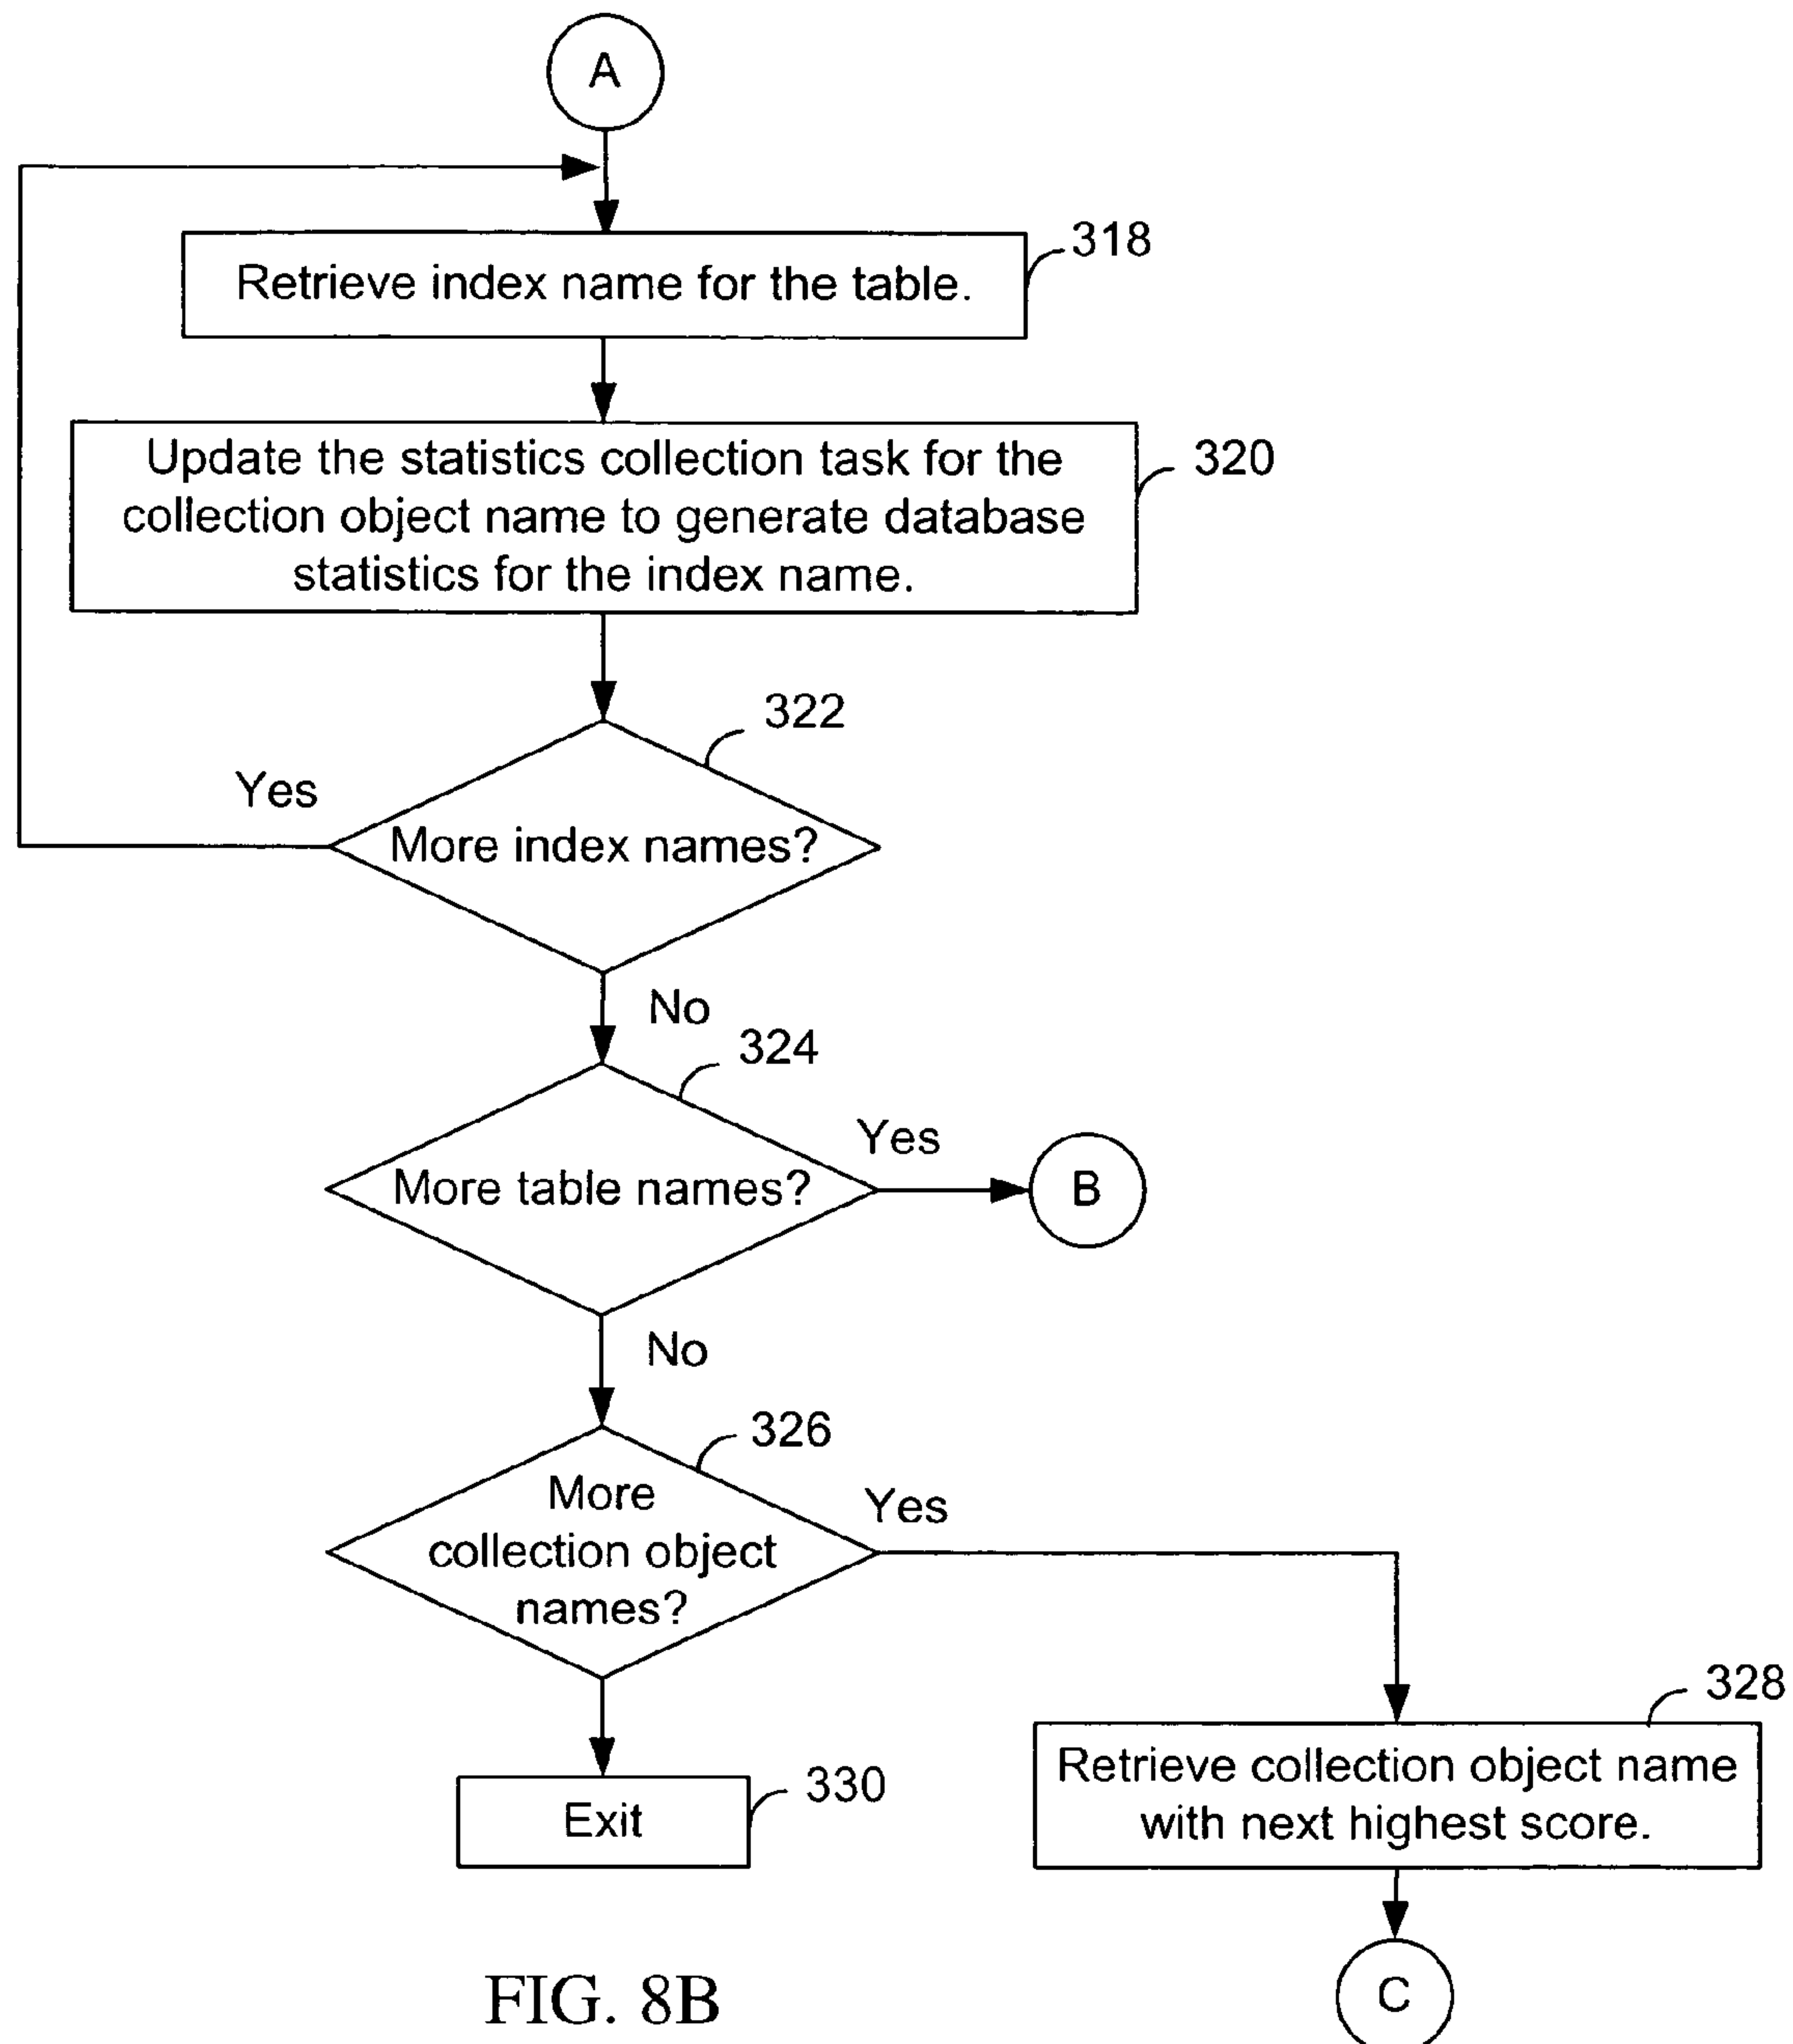 A
318
Retrieve index name for the table.
320
Update the statistics collection task for the
collection object name to generate database
statistics for the index name.
322
Yes
More index names?
No
324
Yes
More table names?
B
No
326
More
collection object
names?
Yes
328
Retrieve collection object name
with next highest score.
330
Exit
C
FIG. 8B